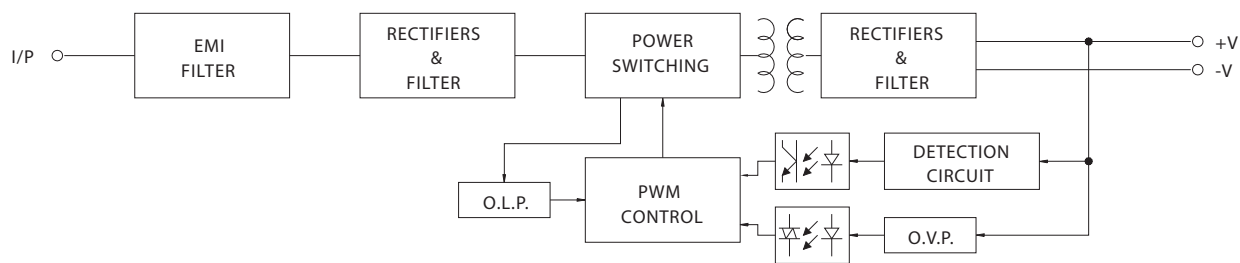 I/P
EMI
FILTER
RECTIFIERS
&
FILTER
POWER
SWITCHING
RECTIFIERS
&
FILTER
+V
-V
DETECTION
CIRCUIT
O.L.P.
PWM
CONTROL
O.V.P.